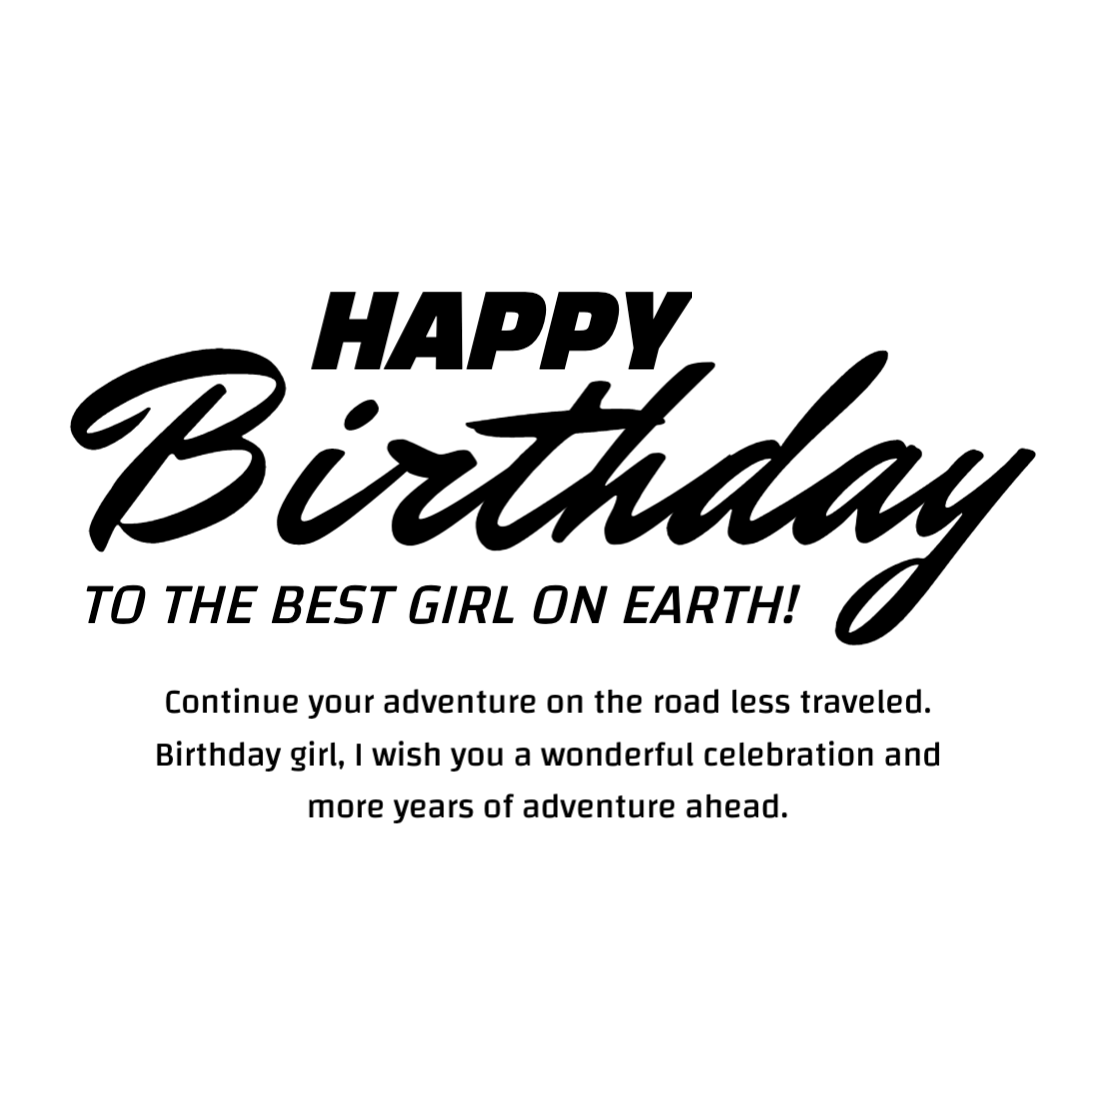 HAPPY
Birthday
TO THE BEST GIRL ON EARTH!
Continue your adventure on the road less traveled.
Birthday girl, I wish you a wonderful celebration and
more years of adventure ahead.